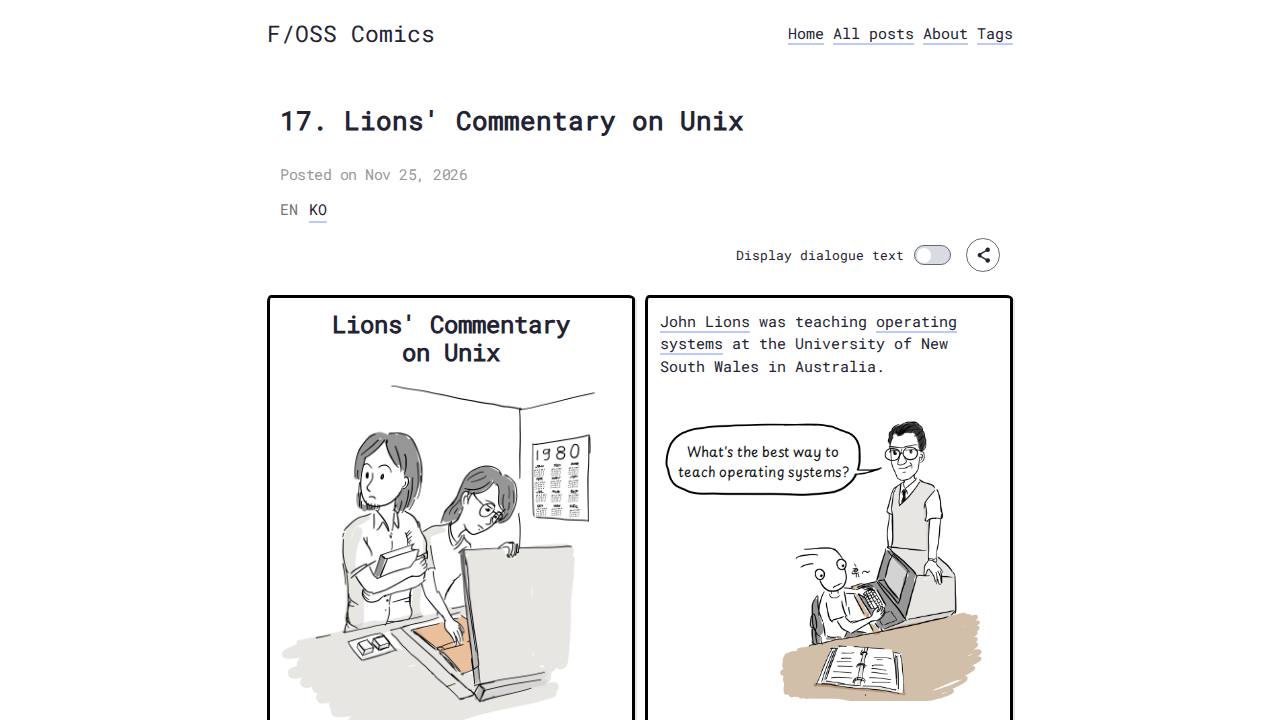 F/OSS Comics
Home All posts About Tags
17. Lions' Commentary on Unix
Posted on Nov 25, 2026
EN KO
Display dialogue text
Lions' Commentary
on Unix
1980
John Lions was teaching operating
systems at the University of New
South Wales in Australia.
What's the best way to
teach operating systems?